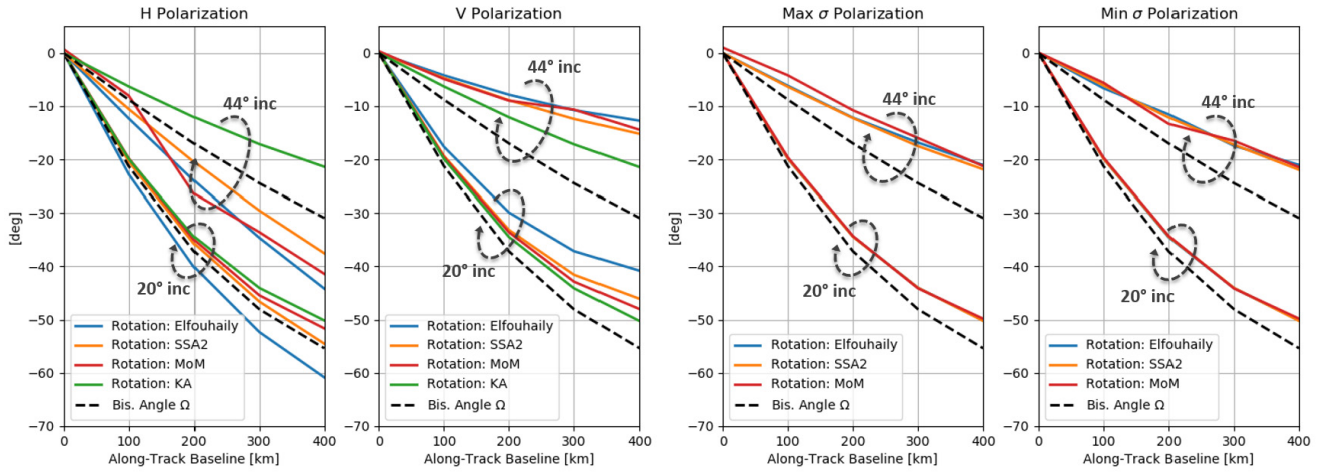 H Polarization
V Polarization
Max σ Polarization
Min σ Polarization
[deg]
0
−10
−20
−30
−40
−50
−60
−70
44° inc
20° inc
Rotation: Elfouhaily
Rotation: SSA2
Rotation: MoM
Rotation: KA
Bis. Angle Ω
0 100 200 300 400
Along-Track Baseline [km]
0
−10
−20
−30
−40
−50
−60
−70
44° inc
20° inc
Rotation: Elfouhaily
Rotation: SSA2
Rotation: MoM
Rotation: KA
Bis. Angle Ω
0 100 200 300 400
Along-Track Baseline [km]
[deg]
0
−10
−20
−30
−40
−50
−60
−70
44° inc
20° inc
Rotation: Elfouhaily
Rotation: SSA2
Rotation: MoM
Bis. Angle Ω
0 100 200 300 400
Along-Track Baseline [km]
0
−10
−20
−30
−40
−50
−60
−70
44° inc
20° inc
Rotation: Elfouhaily
Rotation: SSA2
Rotation: MoM
Bis. Angle Ω
0 100 200 300 400
Along-Track Baseline [km]